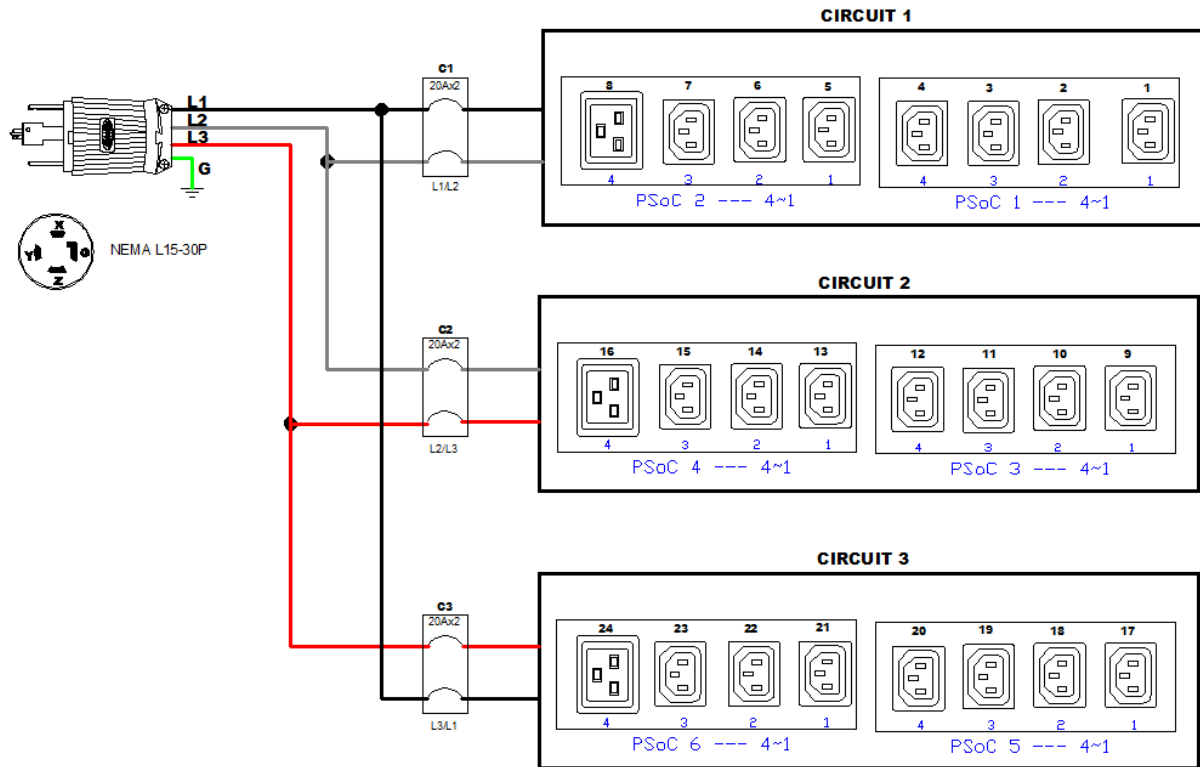 CIRCUIT 1
C1
20Ax2
8 7 6 5 4 3 2 1
L1
L2
L3
G
L1/L2
4 3 2 1 4 3 2 1
PSoC 2 --- 4~1 PSoC 1 --- 4~1
X
Y
G
Z
NEMA L15-30P
CIRCUIT 2
C2
20Ax2
16 15 14 13 12 11 10 9
L2/L3
4 3 2 1 4 3 2 1
PSoC 4 --- 4~1 PSoC 3 --- 4~1
CIRCUIT 3
C3
20Ax2
24 23 22 21 20 19 18 17
L3/L1
4 3 2 1 4 3 2 1
PSoC 6 --- 4~1 PSoC 5 --- 4~1